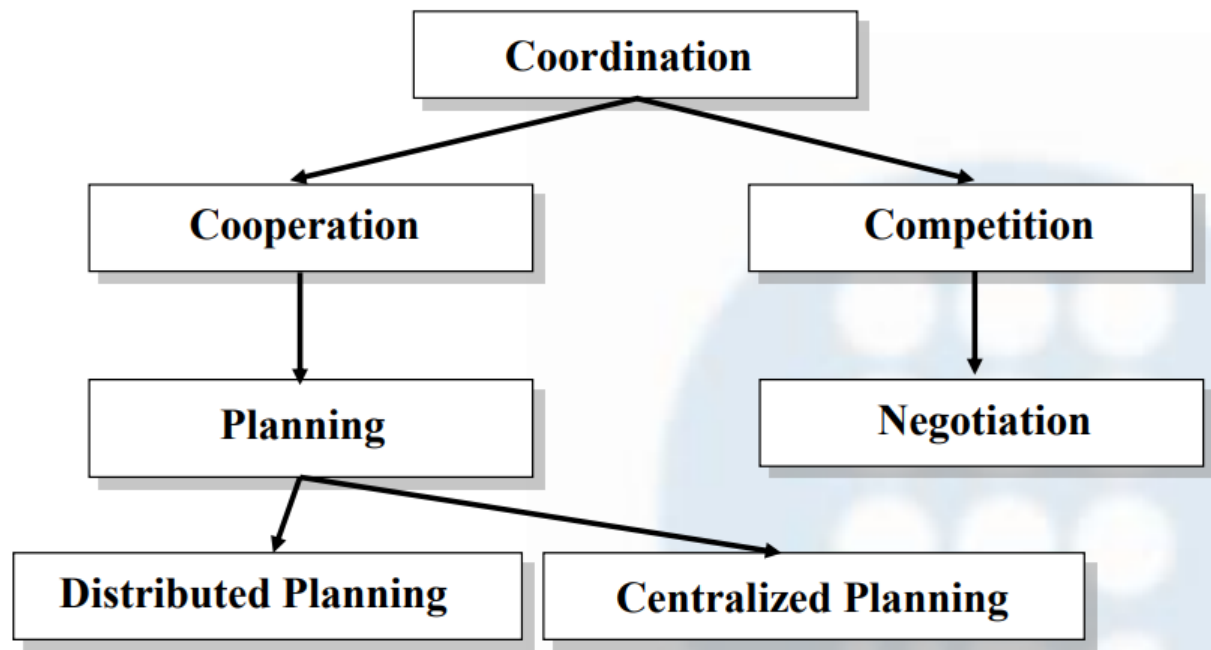 Coordination
Cooperation
Competition
Planning
Negotiation
Distributed Planning
Centralized Planning